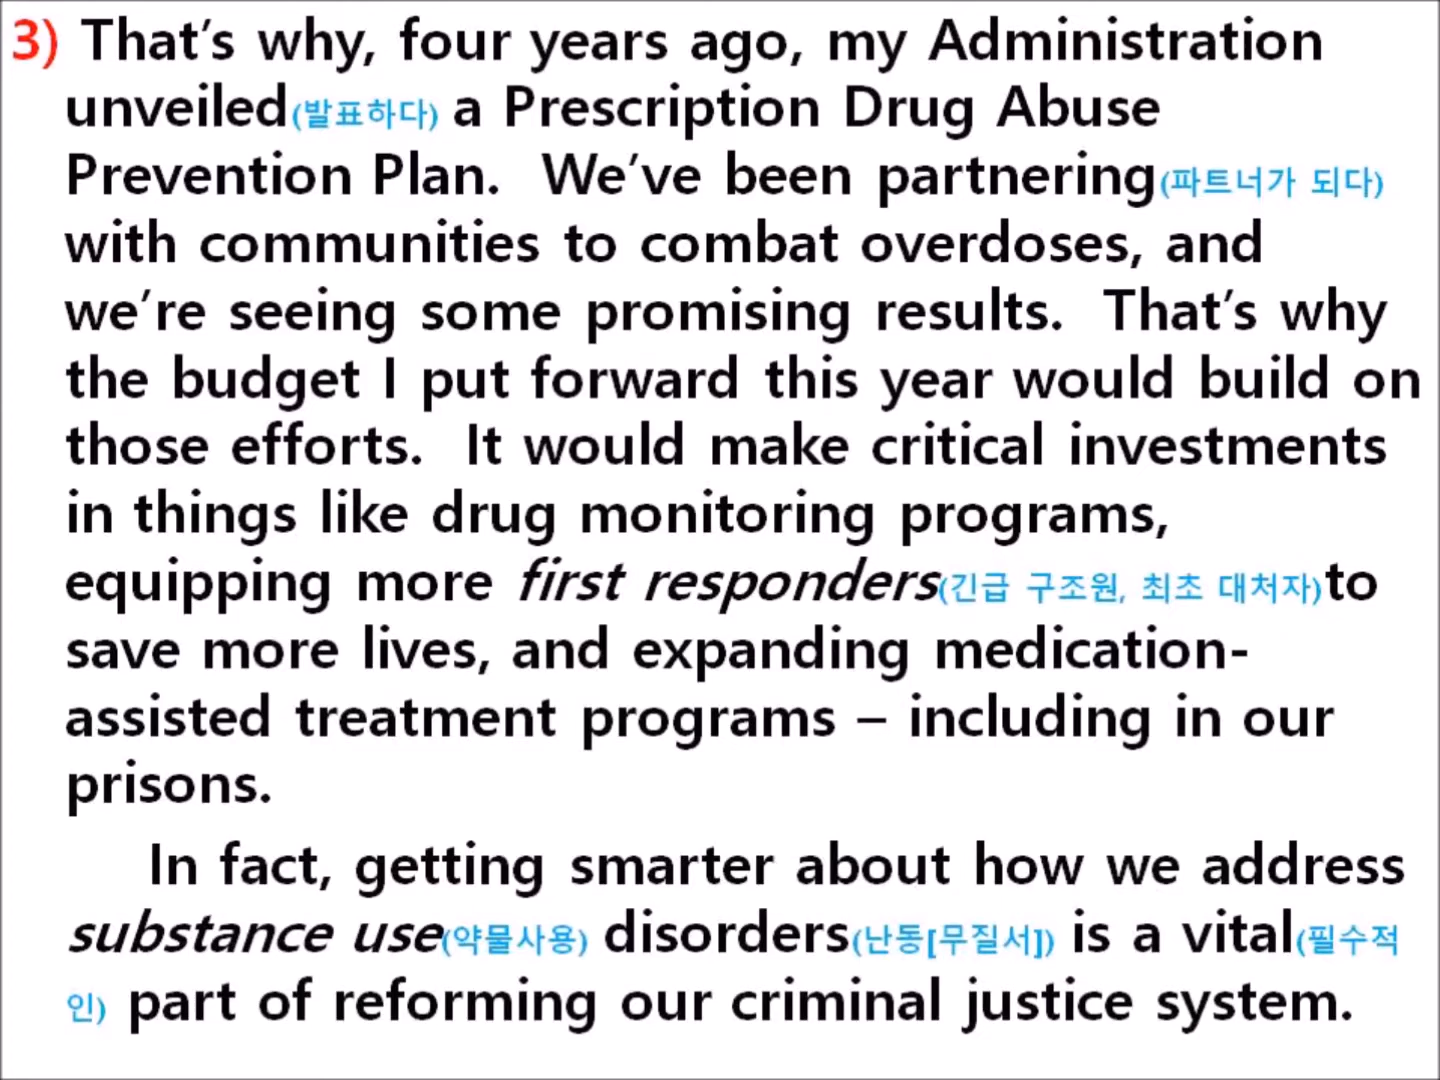 3) That’s why, four years ago, my Administration
unveiled(발표하다) a Prescription Drug Abuse
Prevention Plan. We’ve been partnering(파트너가 되다)
with communities to combat overdoses, and
we’re seeing some promising results. That’s why
the budget I put forward this year would build on
those efforts. It would make critical investments
in things like drug monitoring programs,
equipping more first responders(긴급 구조원, 최초 대처자)to
save more lives, and expanding medication-
assisted treatment programs – including in our
prisons.
In fact, getting smarter about how we address
substance use(약물사용) disorders(난동[무질서]) is a vital(필수적
인) part of reforming our criminal justice system.